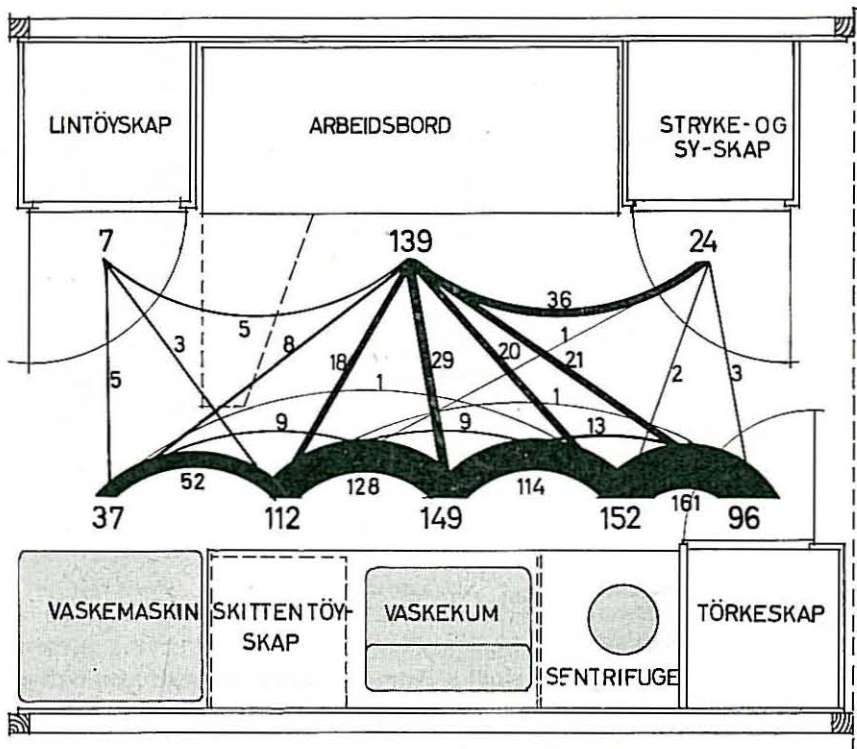 LINTÖYSKAP
ARBEIDSBORD
STRYKE-OG
SY-SKAP
7
139
24
36
5
8
1
3
18
29
20
21
5
1
1
2
3
9
9
13
52
128
114
161
37
112
149
152
96
VASKEMASKIN
SKITTENTÖY-
SKAP
VASKEKUM
SENTRIFUGE
TÖRKESKAP